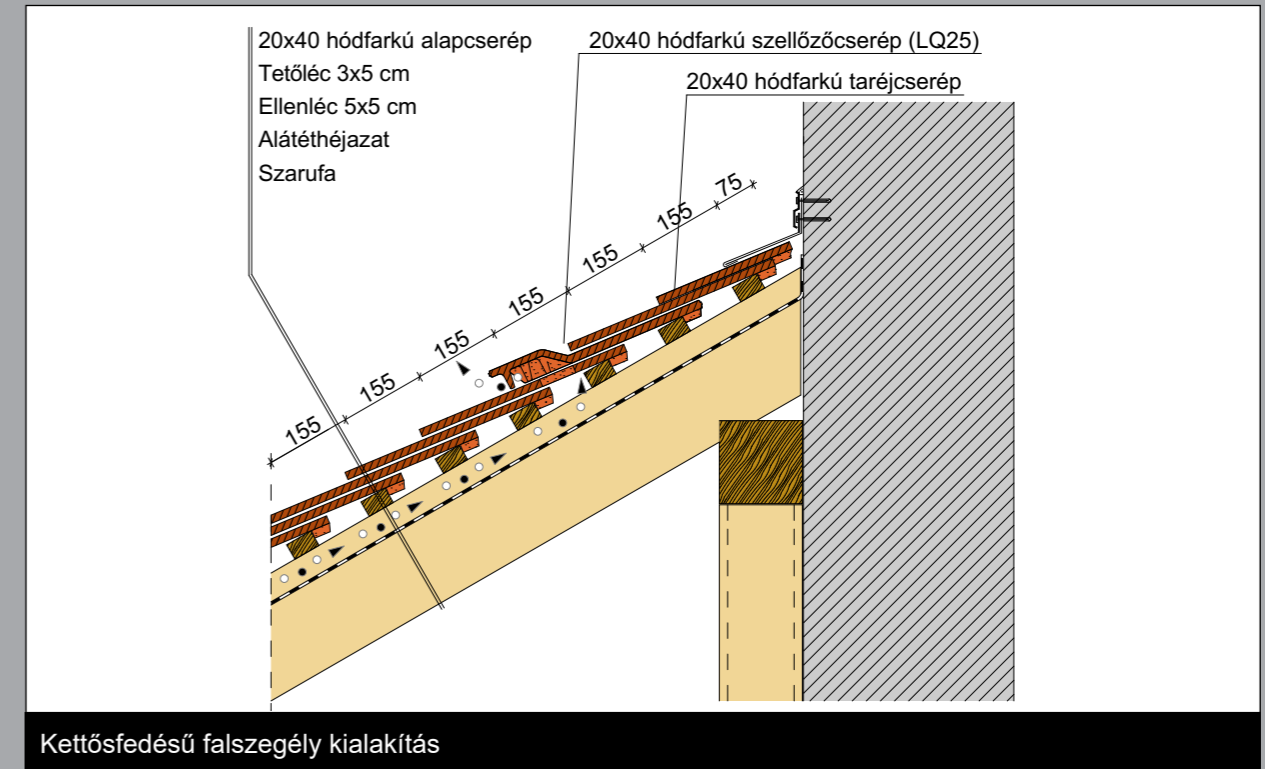 20x40 hódfarkú alapcserép
Tetőléc 3x5 cm
Ellenléc 5x5 cm
Alátéthéjazat
Szarufa
20x40 hódfarkú szellőzőcserép (LQ25)
20x40 hódfarkú taréjcserép
75
155
155
155
155
155
155
Kettősfedésű falszegély kialakítás